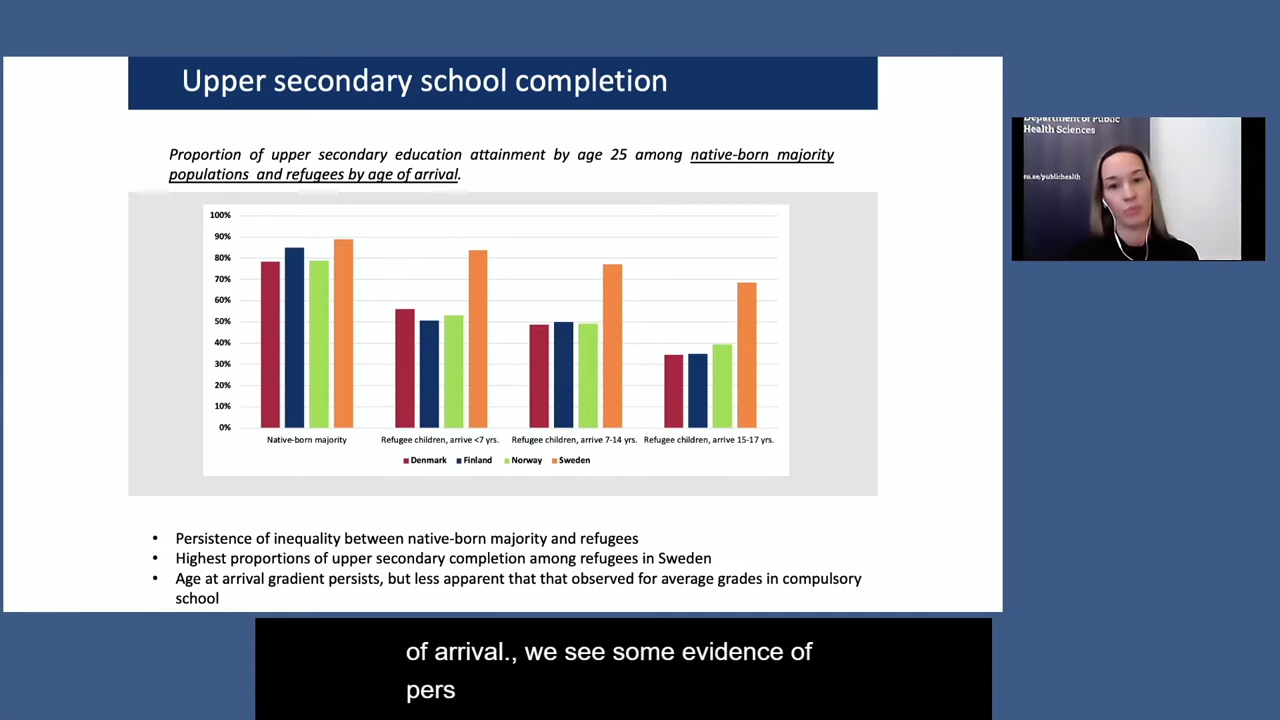 Upper secondary school completion
Proportion of upper secondary education attainment by age 25 among native-born majority
populations and refugees by age of arrival.
100%
90%
80%
70%
60%
50%
40%
30%
20%
10%
0%
Native-born majority
Refugee children, arrive <7 yrs.
Refugee children, arrive 7-14 yrs.
Refugee children, arrive 15-17 yrs.
Denmark Finland Norway Sweden
• Persistence of inequality between native-born majority and refugees
• Highest proportions of upper secondary completion among refugees in Sweden
• Age at arrival gradient persists, but less apparent that that observed for average grades in compulsory
school
Department of Public
Health Sciences
su.se/publichealth
of arrival., we see some evidence of
pers